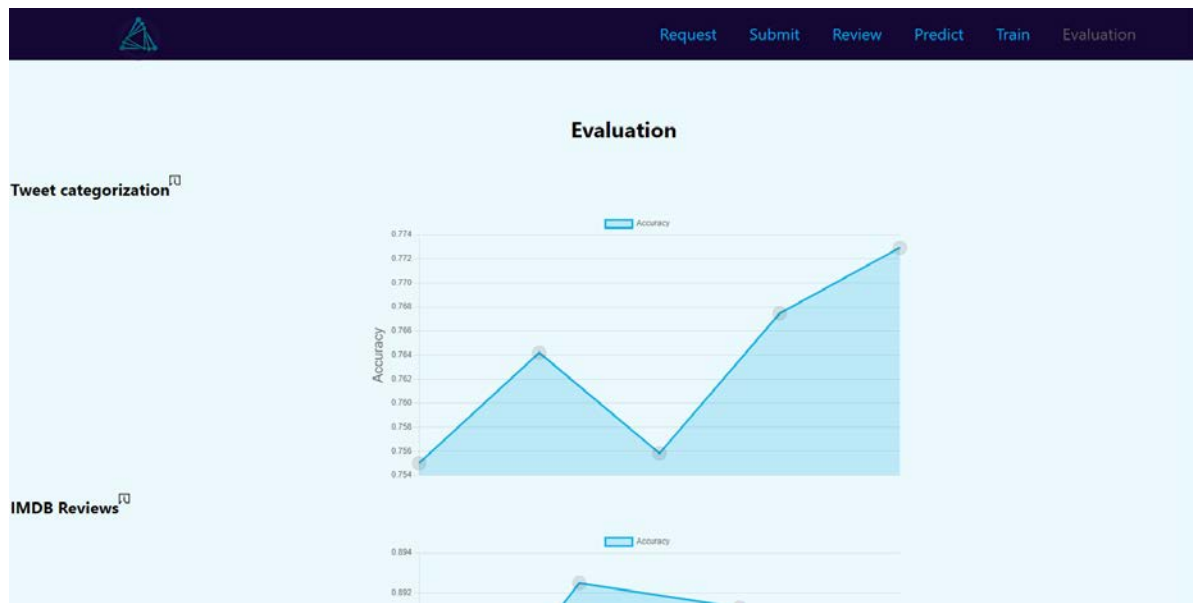 Request Submit Review Predict Train Evaluation
Evaluation
Tweet categorization
Accuracy
0.774
0.772
0.770
0.768
0.766
0.764
0.762
0.760
0.758
0.756
0.754
Accuracy
IMDB Reviews
Accuracy
0.894
0.892